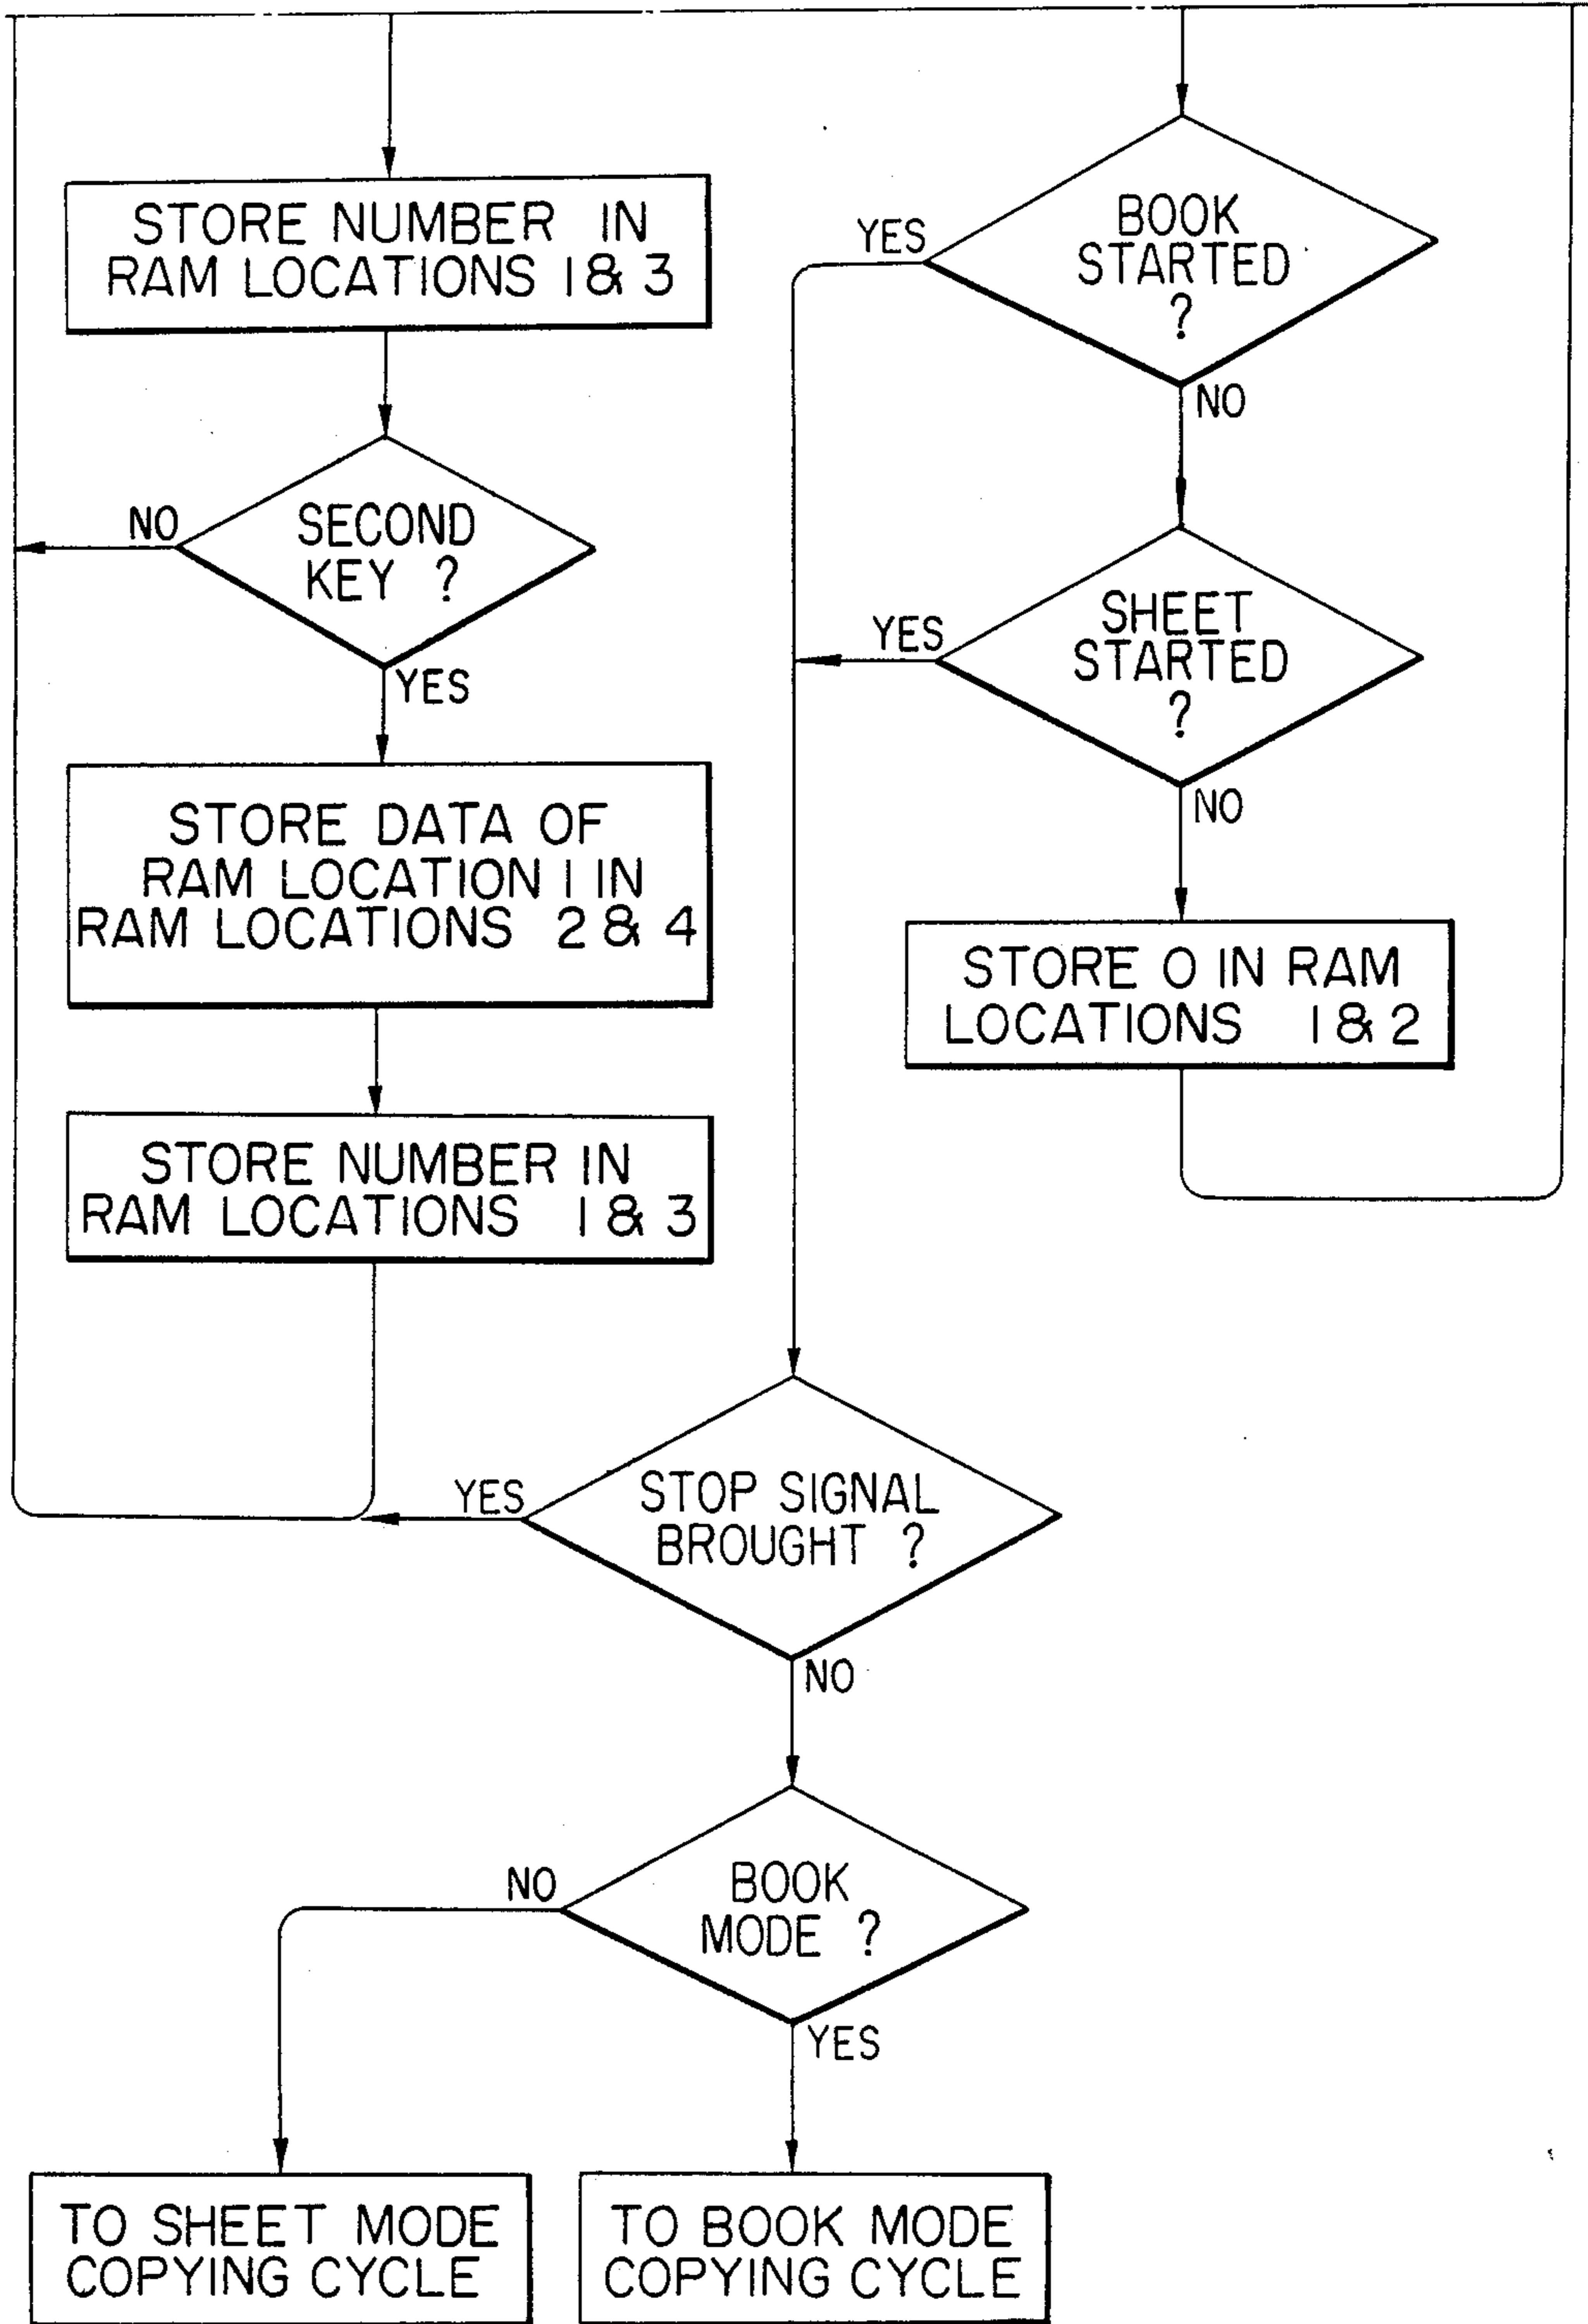 STORE NUMBER IN
RAM LOCATIONS 1 & 3
NO
SECOND
KEY ?
YES
STORE DATA OF
RAM LOCATION 1 IN
RAM LOCATIONS 2 & 4
STORE NUMBER IN
RAM LOCATIONS 1 & 3
YES
BOOK
STARTED
?
NO
YES
SHEET
STARTED
?
NO
STORE 0 IN RAM
LOCATIONS 1 & 2
YES
STOP SIGNAL
BROUGHT ?
NO
NO
BOOK
MODE ?
YES
TO SHEET MODE
COPYING CYCLE
TO BOOK MODE
COPYING CYCLE